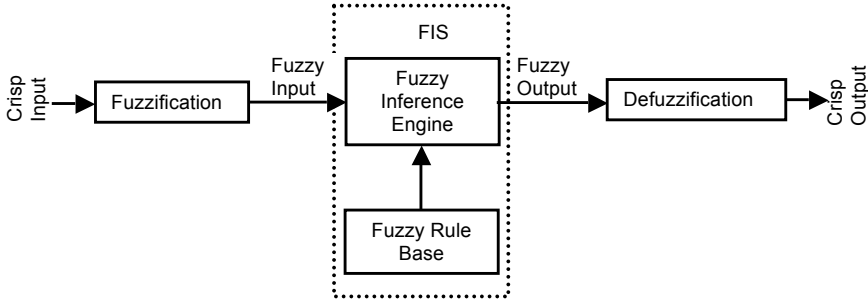 FIS
Crisp
Input
Fuzzification
Fuzzy
Input
Fuzzy
Inference
Engine
Fuzzy
Output
Defuzzification
Crisp
Output
Fuzzy Rule
Base